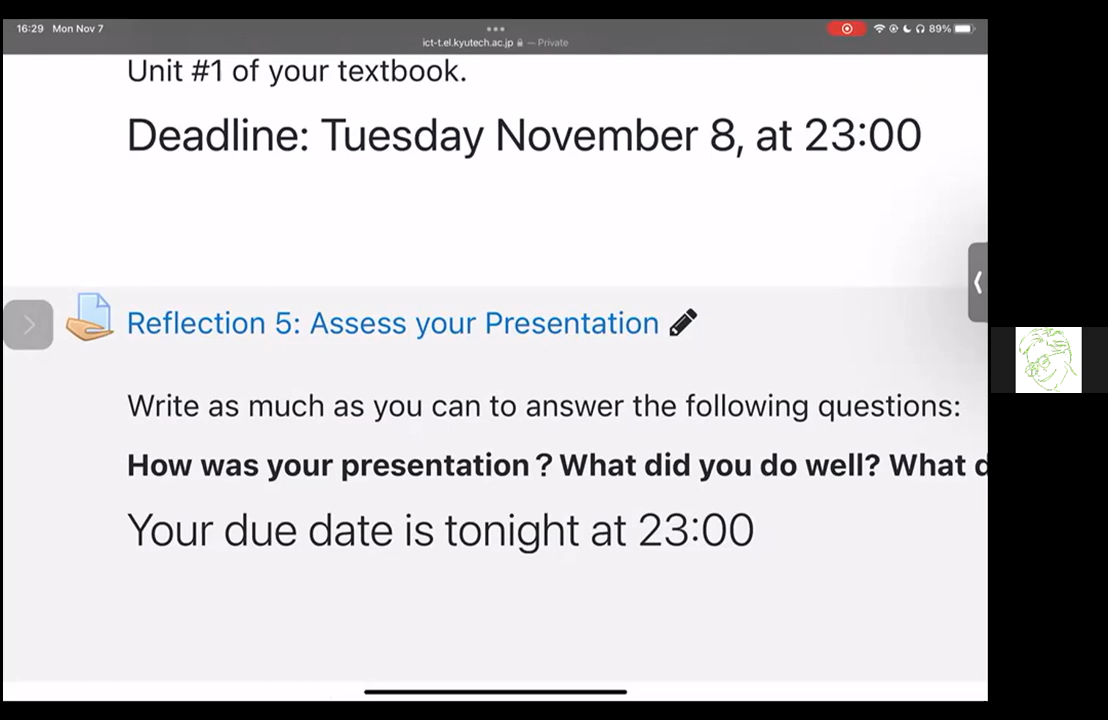 16:29 Mon Nov 7
89%
ict-t.el.kyutech.ac.jp — Private
Unit #1 of your textbook.
Deadline: Tuesday November 8, at 23:00
Reflection 5: Assess your Presentation
Write as much as you can to answer the following questions:
How was your presentation? What did you do well? What d
Your due date is tonight at 23:00